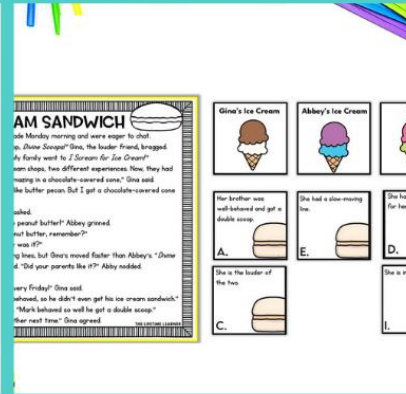 AM SANDWICH
ade Monday morning and were eager to chat.
Divine Scoops!" Gina, the louder friend, bragged.
My family went to I Scream for Ice Cream!"
eam shops, two different experiences. Now, they had
mazing in a chocolate-covered cone," Gina said.
like butter pecan. But I got a chocolate-covered cone
asked.
peanut butter!" Abbey grinned.
nut butter, remember?"
was it?"
ng lines, but Gina's moved faster than Abbey's. "Divine
d. "Did your parents like it?" Abby nodded.
very Friday!" Gina said.
ehaved, so he didn't even get his ice cream sandwich."
"Mark behaved so well he got a double scoop."
ther next time." Gina agreed.
THE LIFETIME LEARNER
Gina's Ice Cream
Abbey's Ice Cream
Her brother was
well-behaved and got a
double scoop.
A.
She had a slow-moving
line.
E.
She ha
for he
D.
She is the louder of
the two.
C.
She is i
I.